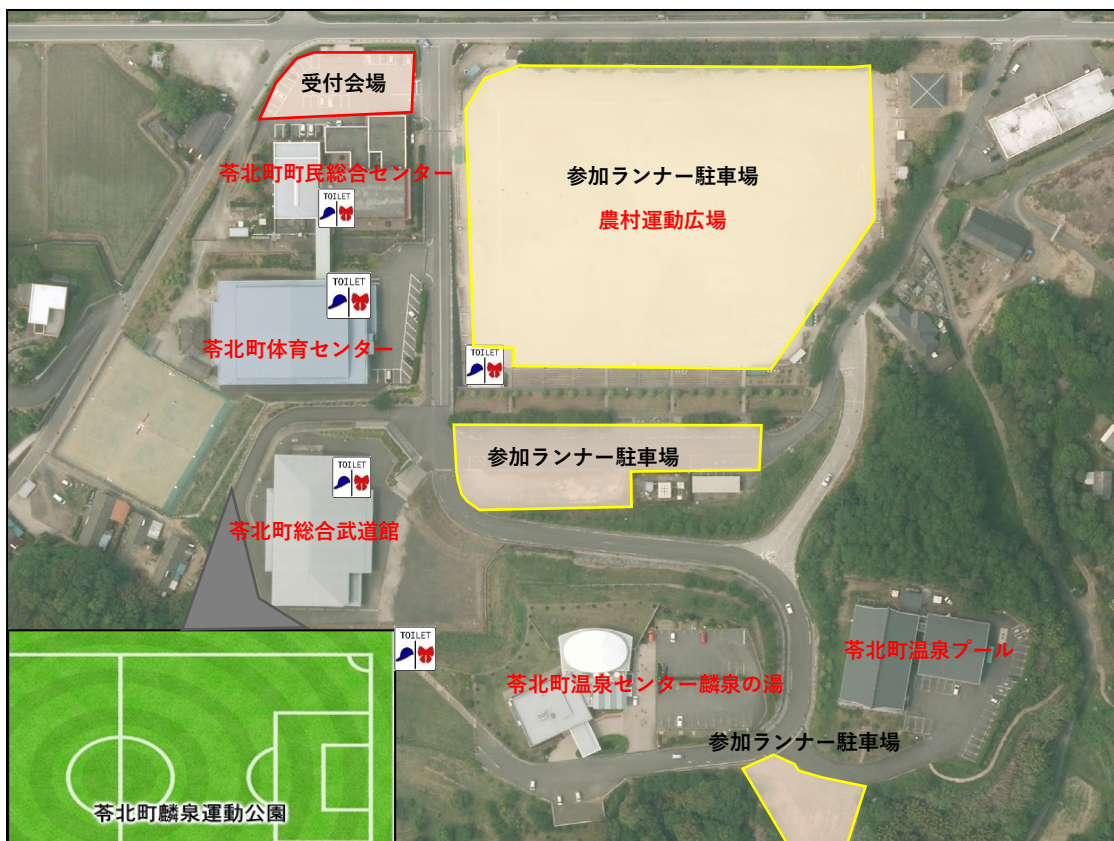 受付会場
苓北町町民総合センター
TOILET
参加ランナー駐車場
農村運動広場
TOILET
苓北町体育センター
TOILET
参加ランナー駐車場
TOILET
苓北町総合武道館
TOILET
苓北町温泉プール
苓北町温泉センター麟泉の湯
参加ランナー駐車場
苓北町麟泉運動公園